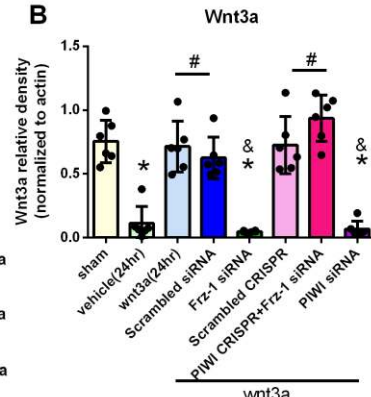 B
Wnt3a
Wnt3a relative density
(normalized to actin)
1.5
1.0
0.5
0.0
#
#
*
&
*
&
*
sham
vehicle(24hr)
wnt3a(24hr)
Scrambled siRNA
Frz-1 siRNA
Scrambled CRISPR
PIWI CRISPR+Frz-1 siRNA
PIWI siRNA
wnt3a
a
a
a